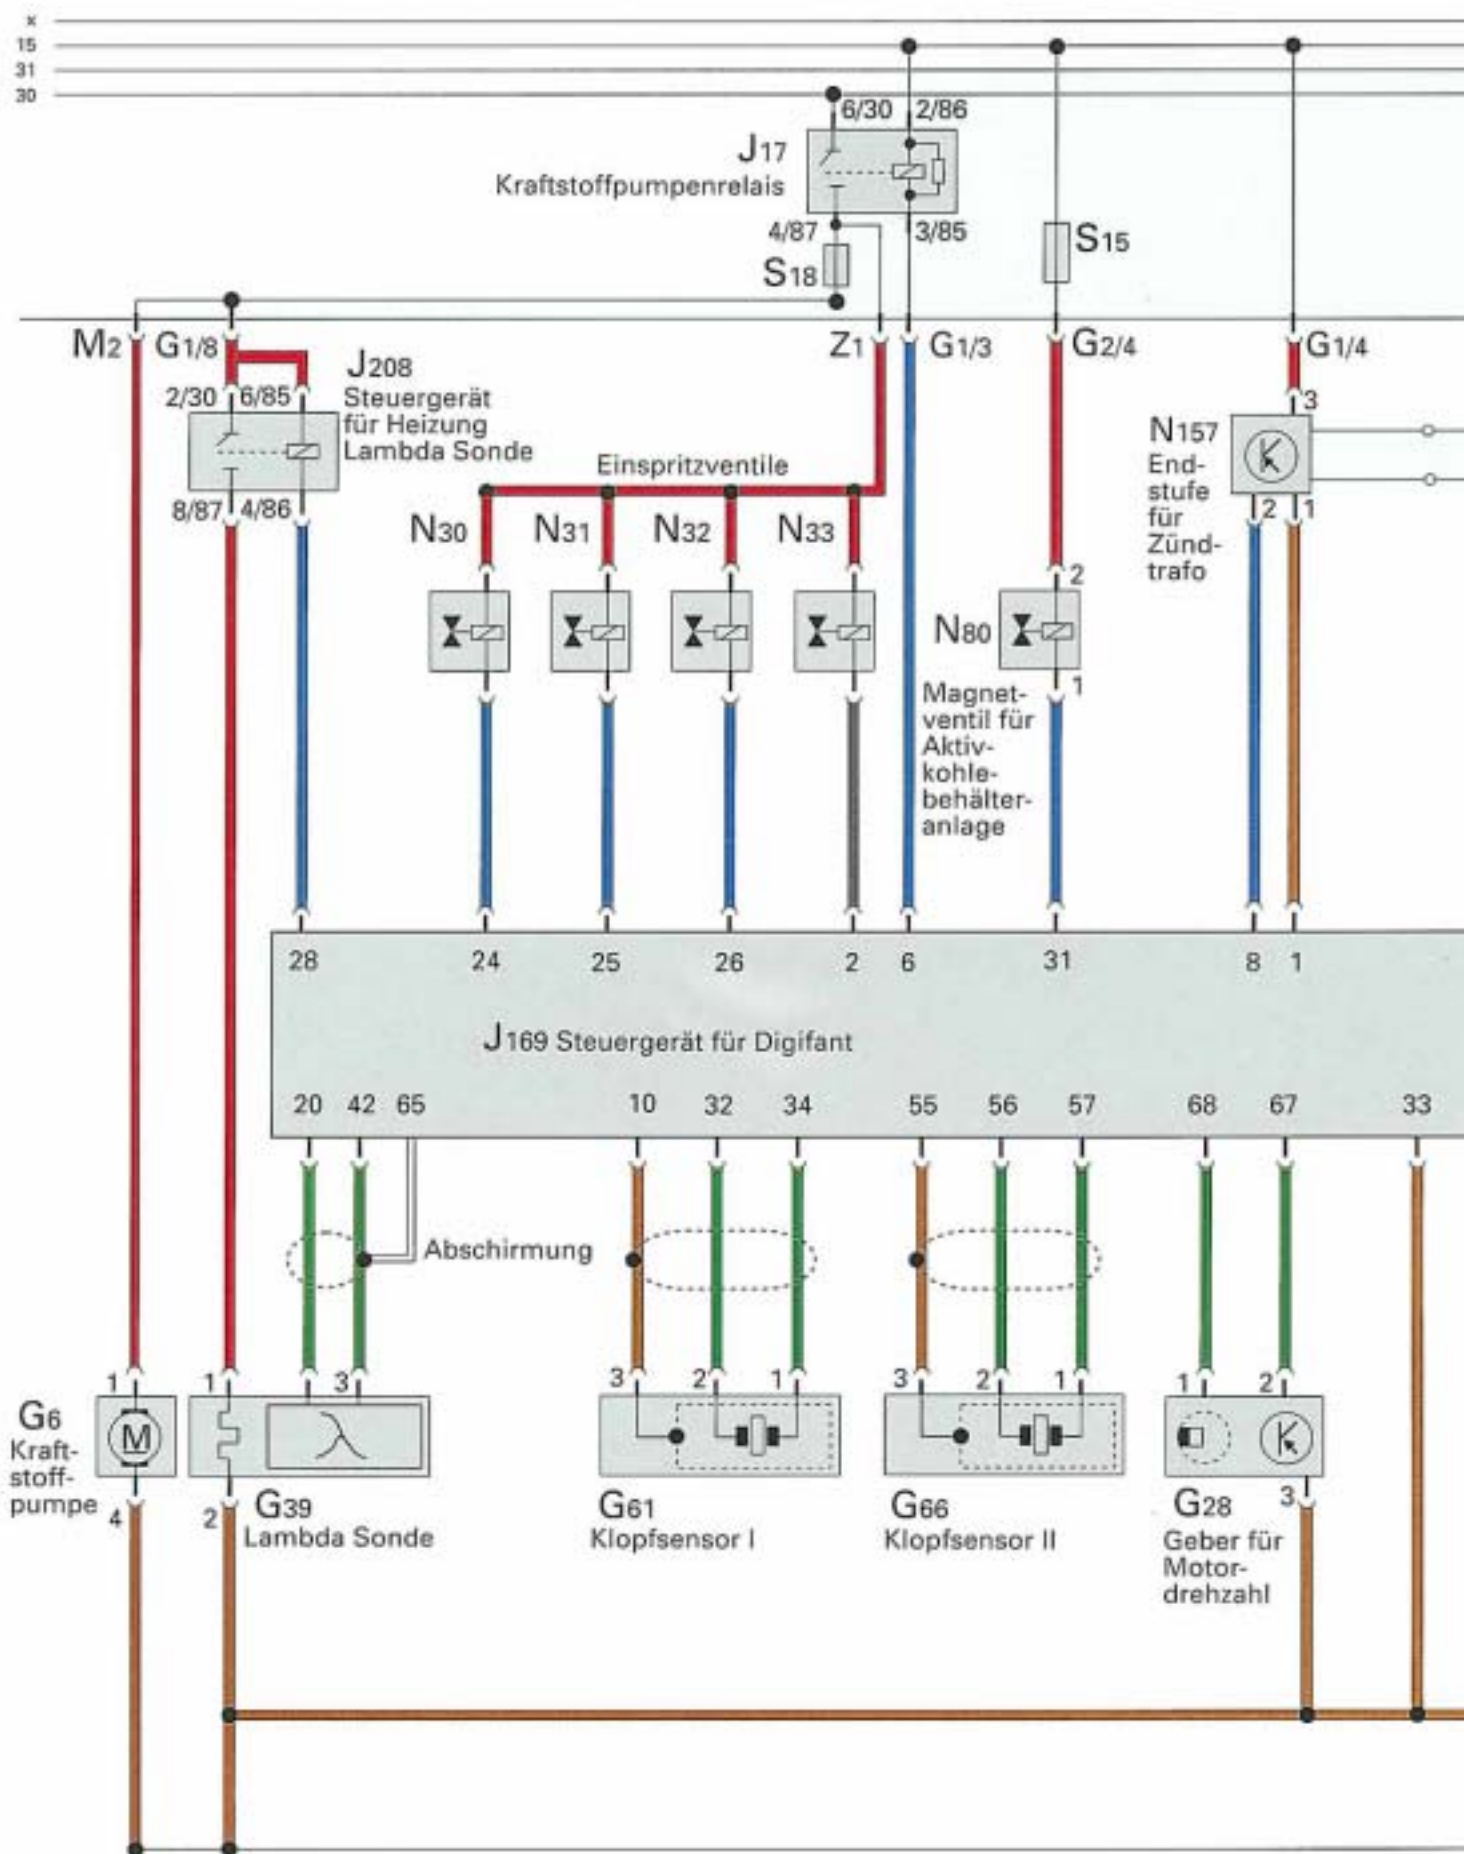 x
15
31
30
6/30 2/86
J17
Kraftstoffpumpenrelais
4/87 3/85
S18
S15
M2 G1/8 Z1 G1/3 G2/4 G1/4
J208
Steuergerät
für Heizung
Lambda Sonde
2/30 6/85
8/87 4/86
Einspritzventile
N30 N31 N32 N33
3
N157
End-
stufe
für
Zünd-
trafo
2 1
2
N80
1
Magnet-
ventil für
Aktiv-
kohle-
behälter-
anlage
28 24 25 26 2 6 31 8 1
J169 Steuergerät für Digifant
20 42 65 10 32 34 55 56 57 68 67 33
Abschirmung
1 1 3 3 2 1 3 2 1 1 2
G6
Kraft-
stoff-
pumpe
M
4 2
G39
Lambda Sonde
G61
Klopfsensor I
G66
Klopfsensor II
G28
Geber für
Motor-
drehzahl
3